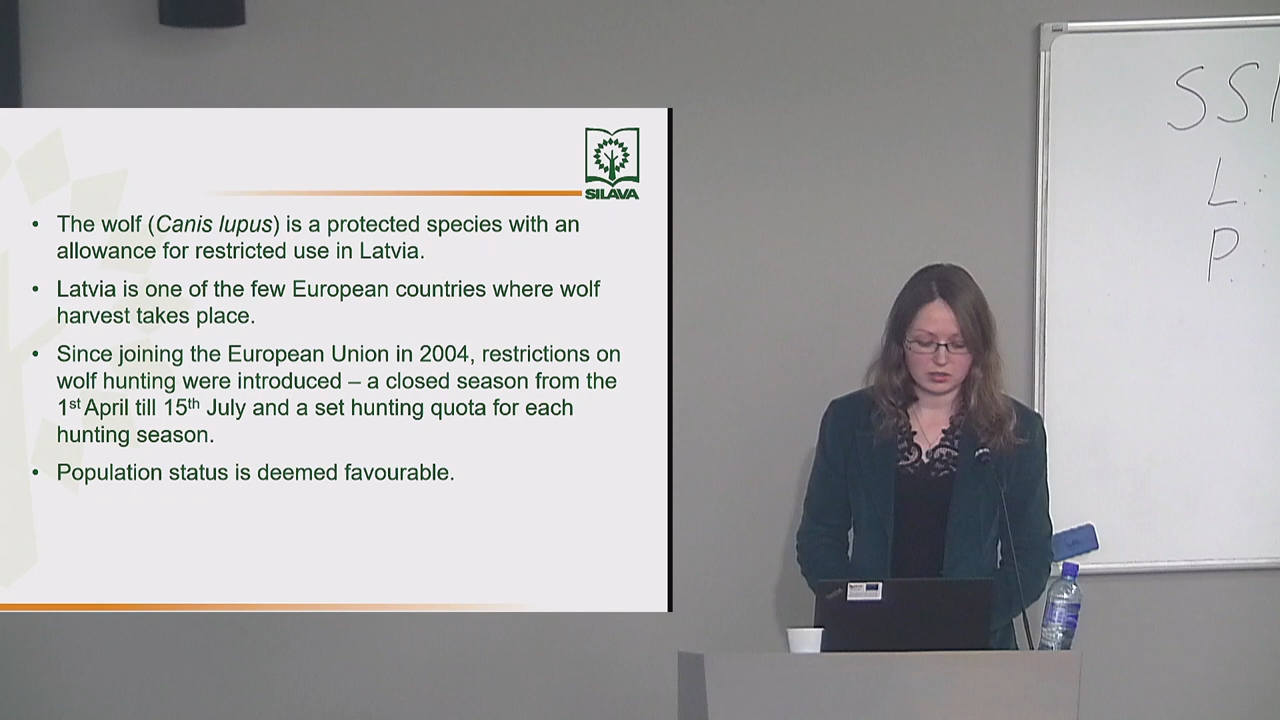 SILAVA
• The wolf (Canis lupus) is a protected species with an
allowance for restricted use in Latvia.
• Latvia is one of the few European countries where wolf
harvest takes place.
• Since joining the European Union in 2004, restrictions on
wolf hunting were introduced – a closed season from the
1st April till 15th July and a set hunting quota for each
hunting season.
• Population status is deemed favourable.
SS
L :
P :